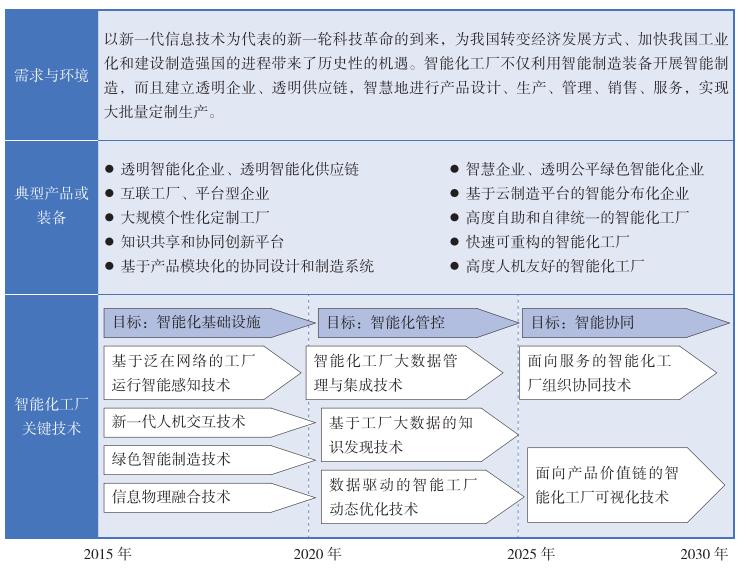 需求与环境
以新一代信息技术为代表的新一轮科技革命的到来，为我国转变经济发展方式、加快我国工业
化和建设制造强国的进程带来了历史性的机遇。智能化工厂不仅利用智能制造装备开展智能制
造，而且建立透明企业、透明供应链，智慧地进行产品设计、生产、管理、销售、服务，实现
大批量定制生产。
典型产品或
装备
● 透明智能化企业、透明智能化供应链
● 互联工厂、平台型企业
● 大规模个性化定制工厂
● 知识共享和协同创新平台
● 基于产品模块化的协同设计和制造系统
● 智慧企业、透明公平绿色智能化企业
● 基于云制造平台的智能分布化企业
● 高度自助和自律统一的智能化工厂
● 快速可重构的智能化工厂
● 高度人机友好的智能化工厂
智能化工厂
关键技术
目标：智能化基础设施
基于泛在网络的工厂
运行智能感知技术
新一代人机交互技术
绿色智能制造技术
信息物理融合技术
目标：智能化管控
智能化工厂大数据管
理与集成技术
基于工厂大数据的知
识发现技术
数据驱动的智能工厂
动态优化技术
目标：智能协同
面向服务的智能化工
厂组织协同技术
面向产品价值链的智
能化工厂可视化技术
2015 年
2020 年
2025 年
2030 年